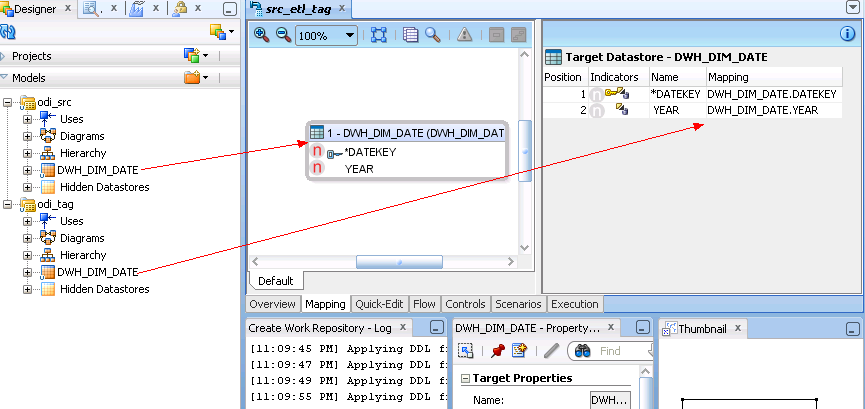 Designer
src_etl_tag
100%
Projects
Models
odi_src
Uses
Diagrams
Hierarchy
DWH_DIM_DATE
Hidden Datastores
odi_tag
Uses
Diagrams
Hierarchy
DWH_DIM_DATE
Hidden Datastores
1 - DWH_DIM_DATE (DWH_DIM_DAT
n *DATEKEY
n YEAR
Default
Target Datastore - DWH_DIM_DATE
Position Indicators Name Mapping
1 n *DATEKEY DWH_DIM_DATE.DATEKEY
2 n YEAR DWH_DIM_DATE.YEAR
Overview Mapping Quick-Edit Flow Controls Scenarios Execution
Create Work Repository - Log
[11:09:45 PM] Applying DDL f
[11:09:47 PM] Applying DDL f
[11:09:49 PM] Applying DDL f
[11:09:55 PM] Applying DDL f
DWH_DIM_DATE - Property...
Find
Target Properties
Name: DWH...
Thumbnail